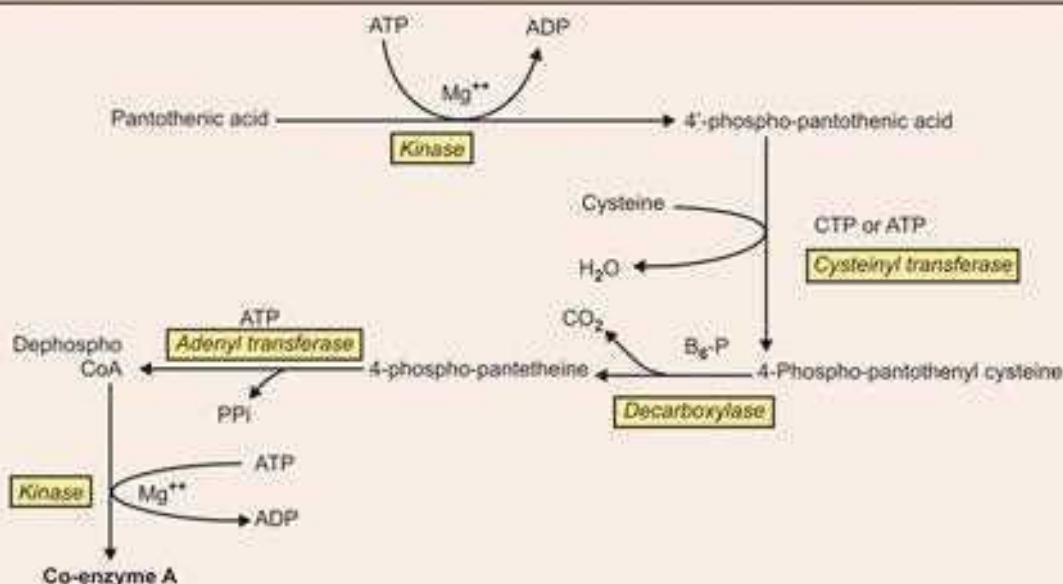 ATP
ADP
Mg⁺⁺
Pantothenic acid
4'-phospho-pantothenic acid
Kinase
Cysteine
CTP or ATP
H₂O
Cysteinyl transferase
ATP
CO₂
Dephospho
CoA
Adenyl transferase
4-phospho-pantetheine
B₆-P
4-Phospho-pantothenyl cysteine
PPi
Decarboxylase
ATP
Kinase
Mg⁺⁺
ADP
Co-enzyme A